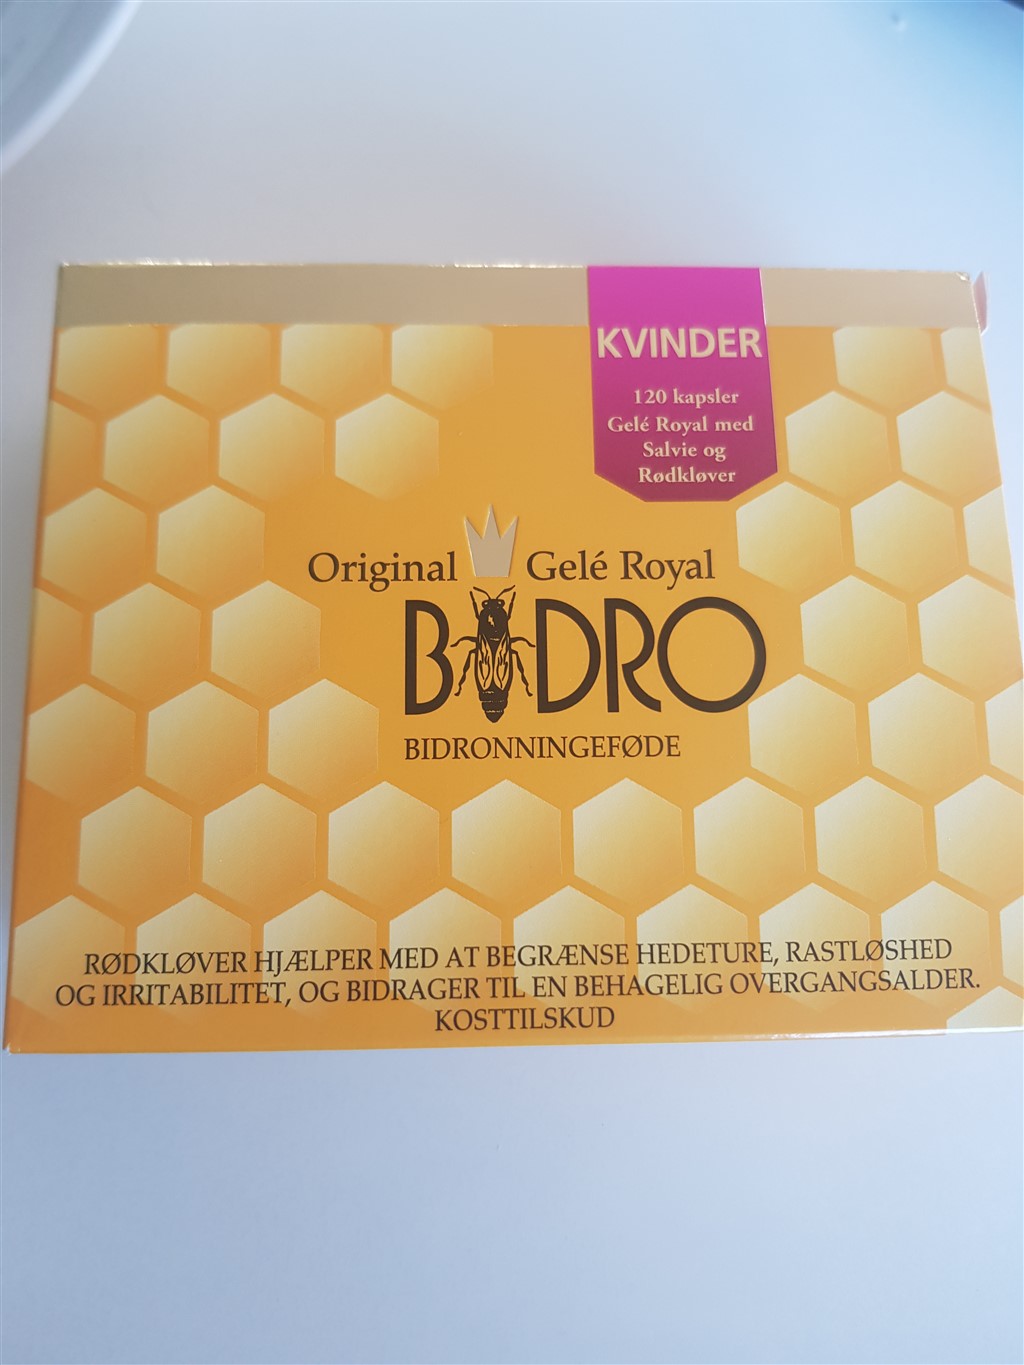 KVINDER
120 kapsler
Gelé Royal med
Salvie og
Rødkløver
Original Gelé Royal
BIDRO
BIDRONNINGEFØDE
RØDKLØVER HJÆLPER MED AT BEGRÆNSE HEDETURE, RASTLØSHED
OG IRRITABILITET, OG BIDRAGER TIL EN BEHAGELIG OVERGANGSALDER.
KOSTTILSKUD